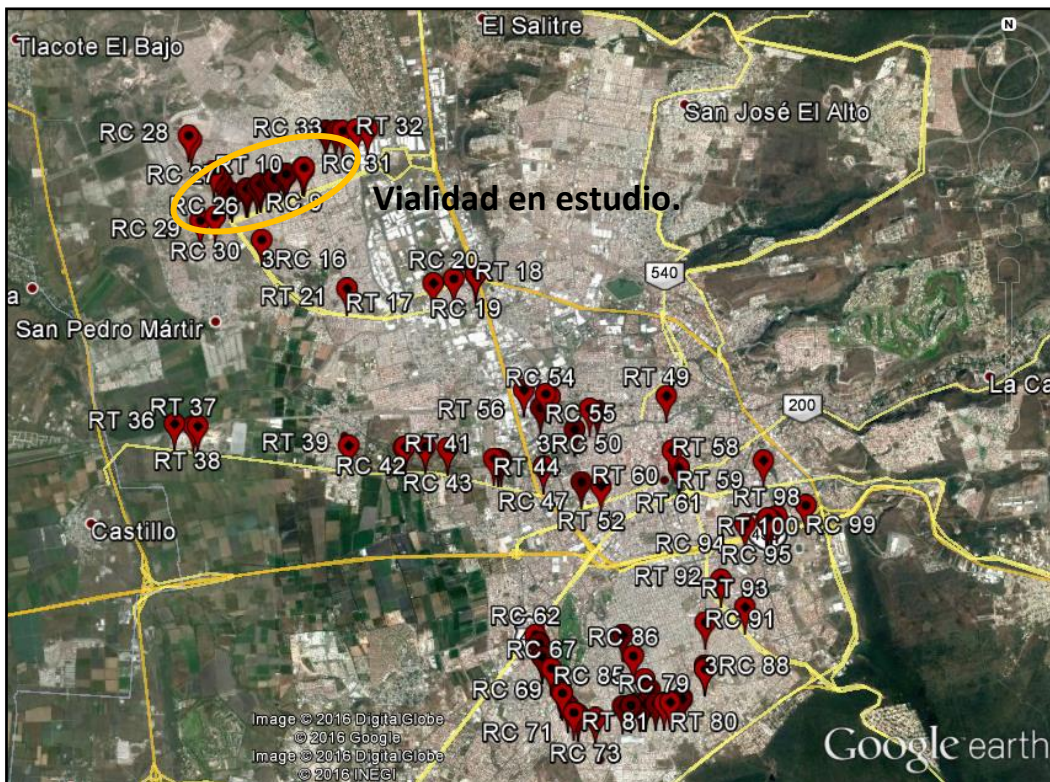 El Salitre
N
Tlacote El Bajo
San José El Alto
RC 28
RC 33
RT 32
RC 27
RT 10
RC 31
RC 26
RC 9
Vialidad en estudio.
RC 29
RC 30
3RC 16
RC 20
RT 18
540
RT 21
RT 17
RC 19
San Pedro Mártir
La Ca
RC 54
RT 49
200
RT 56
RC 55
RT 36
RT 37
RT 39
RT 41
3RC 50
RT 58
RT 38
RC 42
RT 44
RT 60
RT 59
RC 43
RC 47
RT 61
RT 98
RT 52
RT 100
RC 99
Castillo
RC 94
RC 95
RT 92
RT 93
RC 62
RC 86
RC 91
RC 67
3RC 88
RC 69
RC 85
RC 79
RC 71
RT 81
RT 80
RC 73
Image © 2016 DigitalGlobe
© 2016 Google
Image © 2016 DigitalGlobe
© 2016 INEGI
Google earth